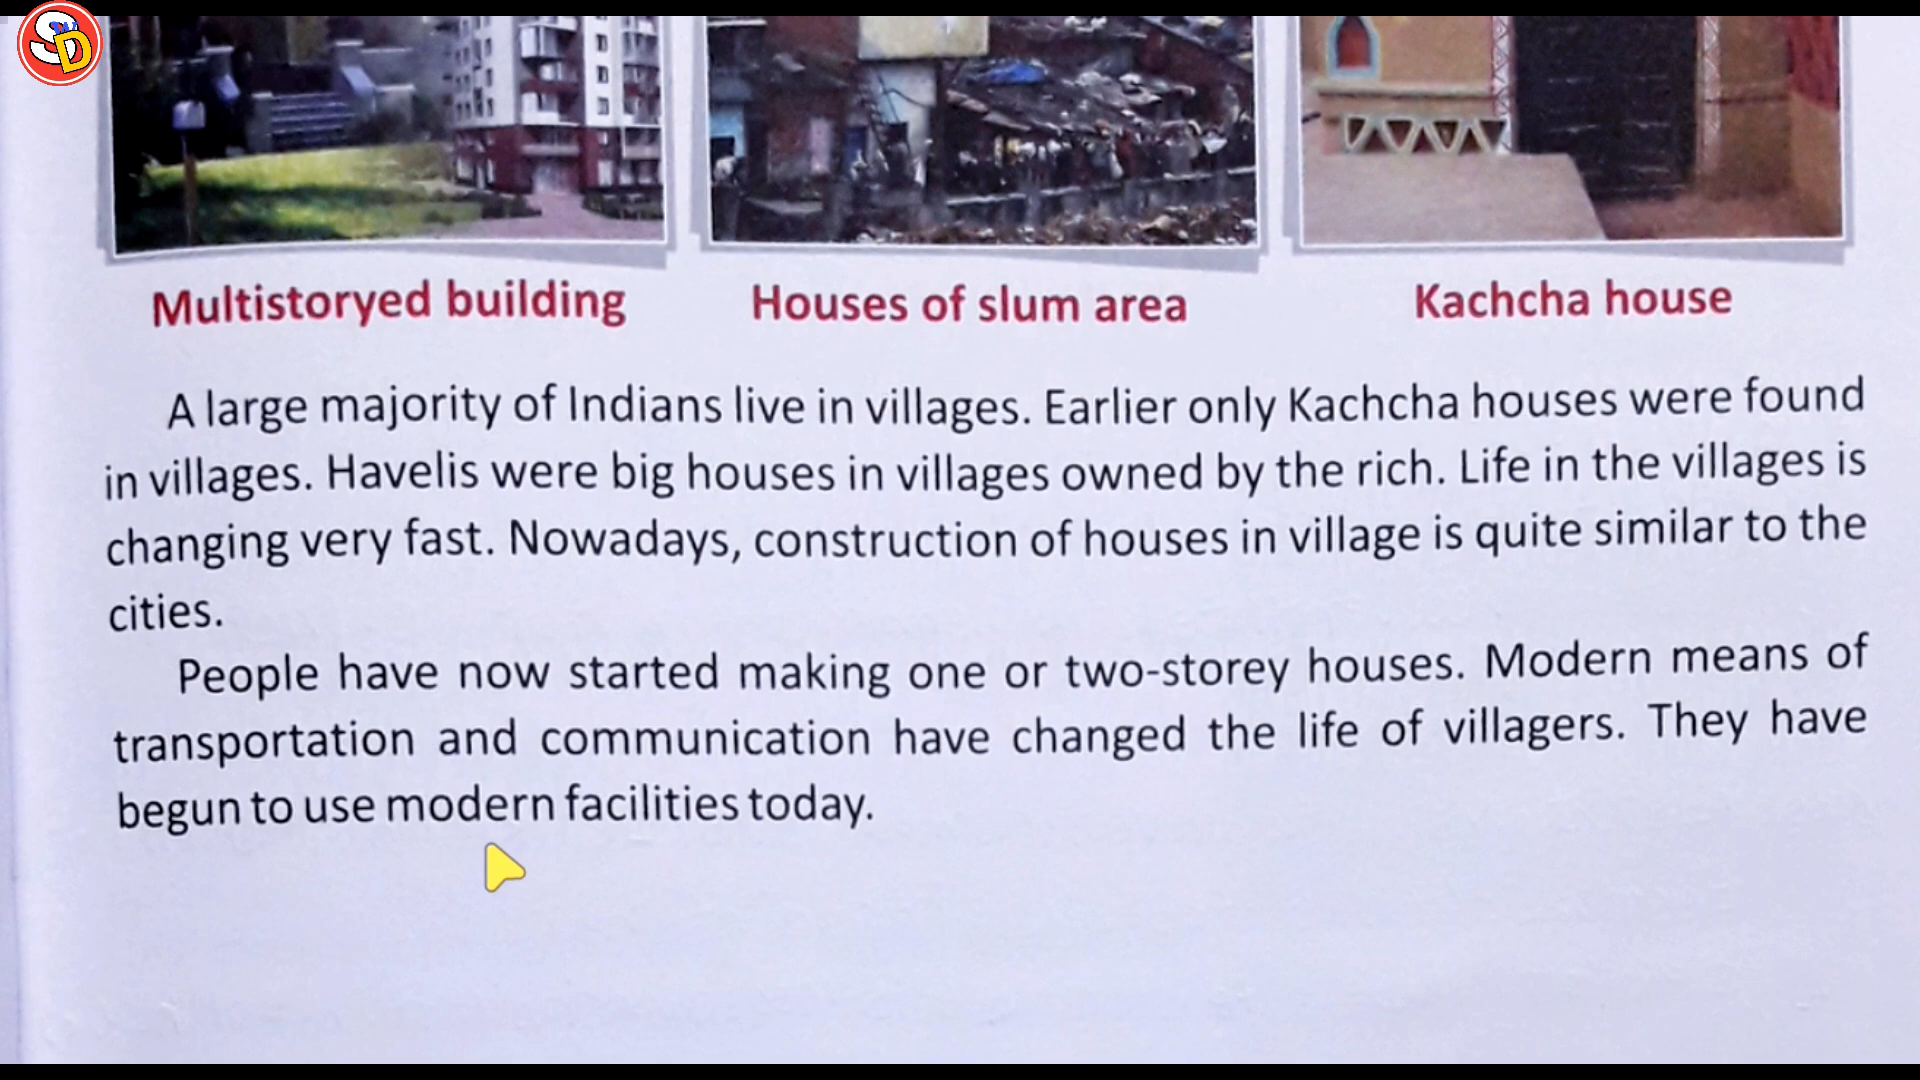 SD
Multistoryed building
Houses of slum area
Kachcha house
A large majority of Indians live in villages. Earlier only Kachcha houses were found
in villages. Havelis were big houses in villages owned by the rich. Life in the villages is
changing very fast. Nowadays, construction of houses in village is quite similar to the
cities.
People have now started making one or two-storey houses. Modern means of
transportation and communication have changed the life of villagers. They have
begun to use modern facilities today.